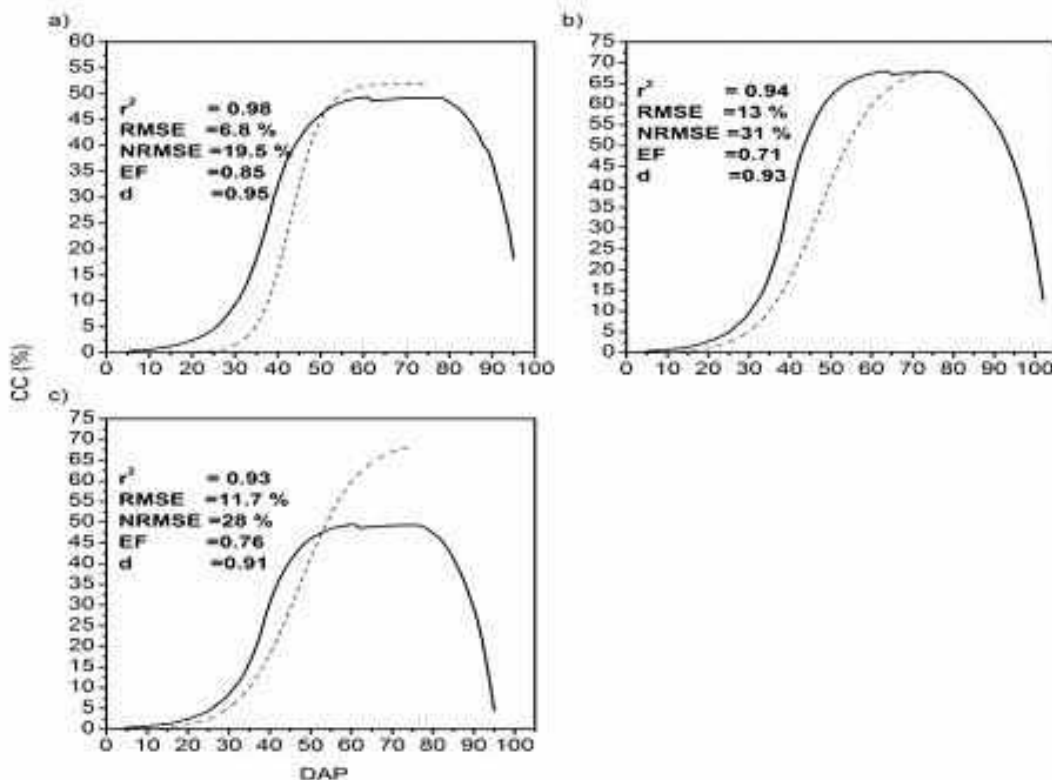 a)
60
55
50
45
40
35
30
25
20
15
10
5
0
r² = 0.98
RMSE =6.8 %
NRMSE =19.5 %
EF =0.85
d =0.95
0 10 20 30 40 50 60 70 80 90 100
b)
75
70
65
60
55
50
45
40
35
30
25
20
15
10
5
0
r² = 0.94
RMSE =13 %
NRMSE =31 %
EF =0.71
d =0.93
0 10 20 30 40 50 60 70 80 90 100
CC (%)
c)
75
70
65
60
55
50
45
40
35
30
25
20
15
10
5
0
r² = 0.93
RMSE =11.7 %
NRMSE =28 %
EF =0.76
d =0.91
0 10 20 30 40 50 60 70 80 90 100
DAP